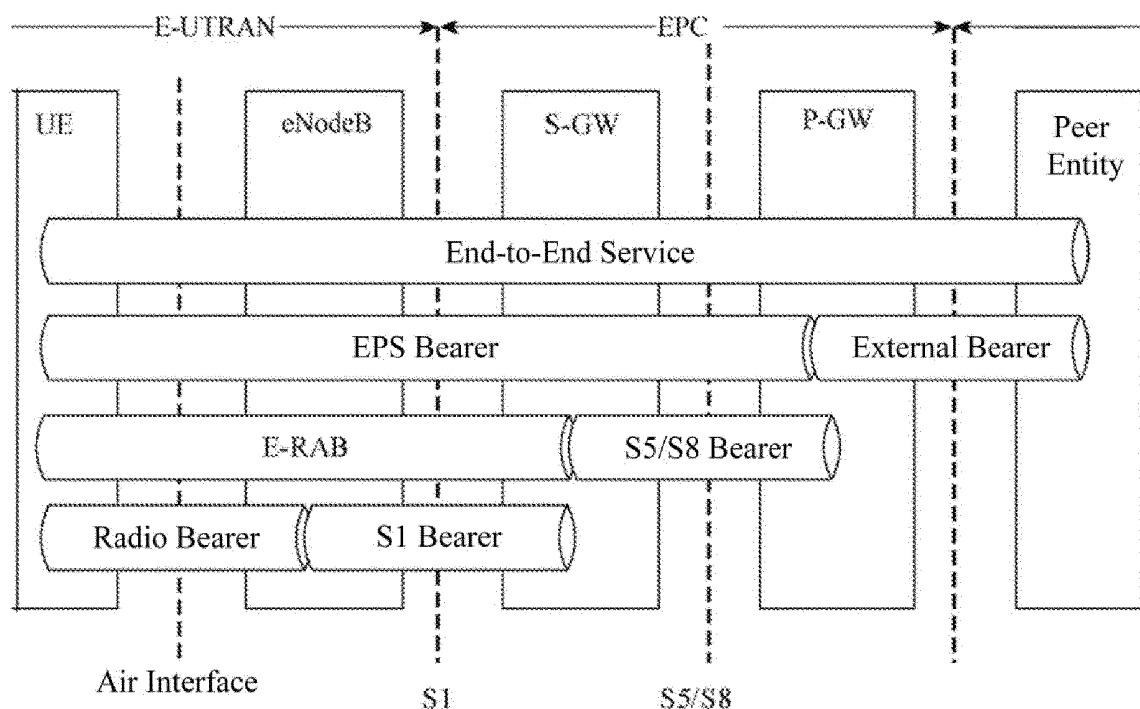 E-UTRAN
EPC
UE
eNodeB
S-GW
P-GW
Peer
Entity
End-to-End Service
EPS Bearer
External Bearer
E-RAB
S5/S8 Bearer
Radio Bearer
S1 Bearer
Air Interface
S1
S5/S8